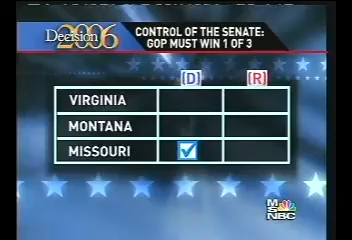 Decision
2006
CONTROL OF THE SENATE:
GOP MUST WIN 1 OF 3
(D) (R)
VIRGINIA
MONTANA
MISSOURI
MSNBC